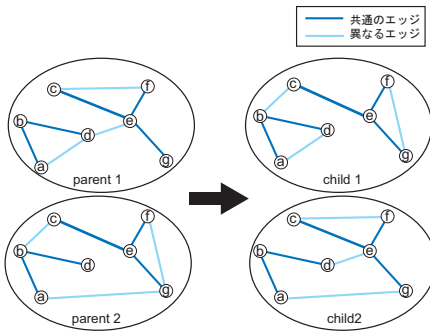 共通のエッジ
異なるエッジ
c
f
b
e
d
a
g
parent 1
c
f
b
e
d
a
g
child 1
c
f
b
e
d
a
g
parent 2
c
f
b
e
d
a
g
child2